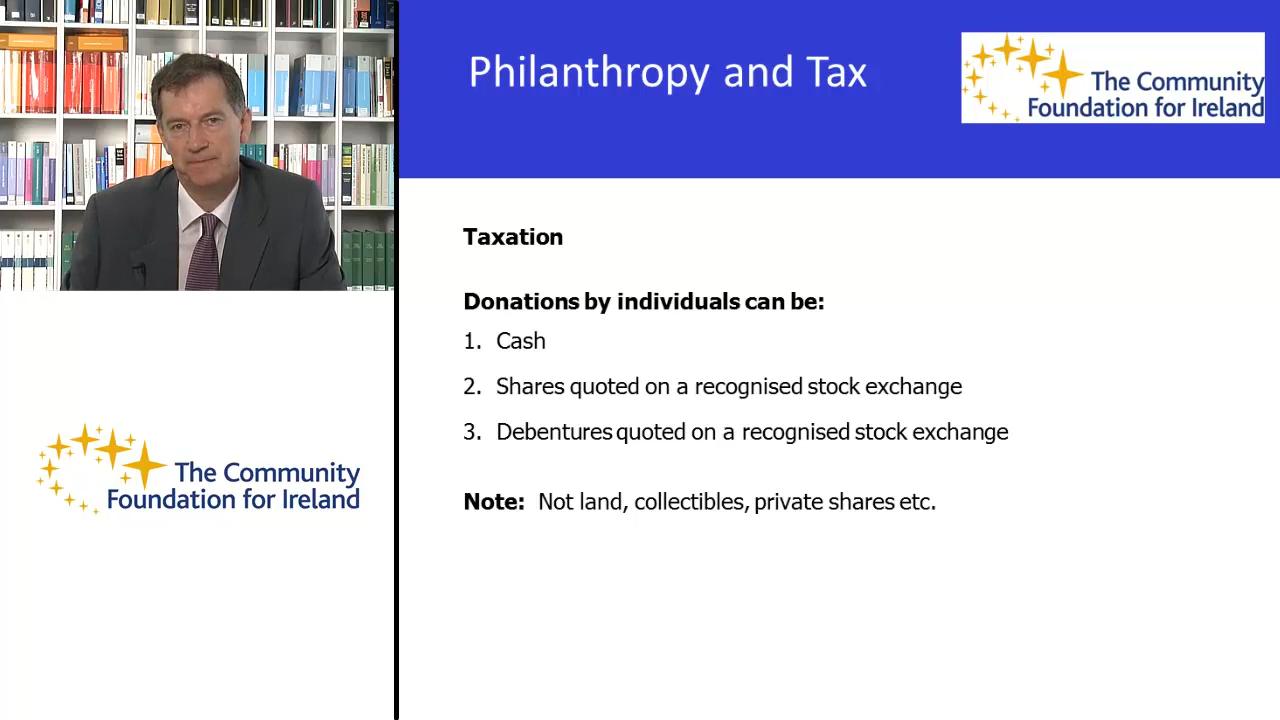 Philanthropy and Tax
The Community
Foundation for Ireland
Taxation
Donations by individuals can be:
1. Cash
2. Shares quoted on a recognised stock exchange
3. Debentures quoted on a recognised stock exchange
Note: Not land, collectibles, private shares etc.
The Community
Foundation for Ireland